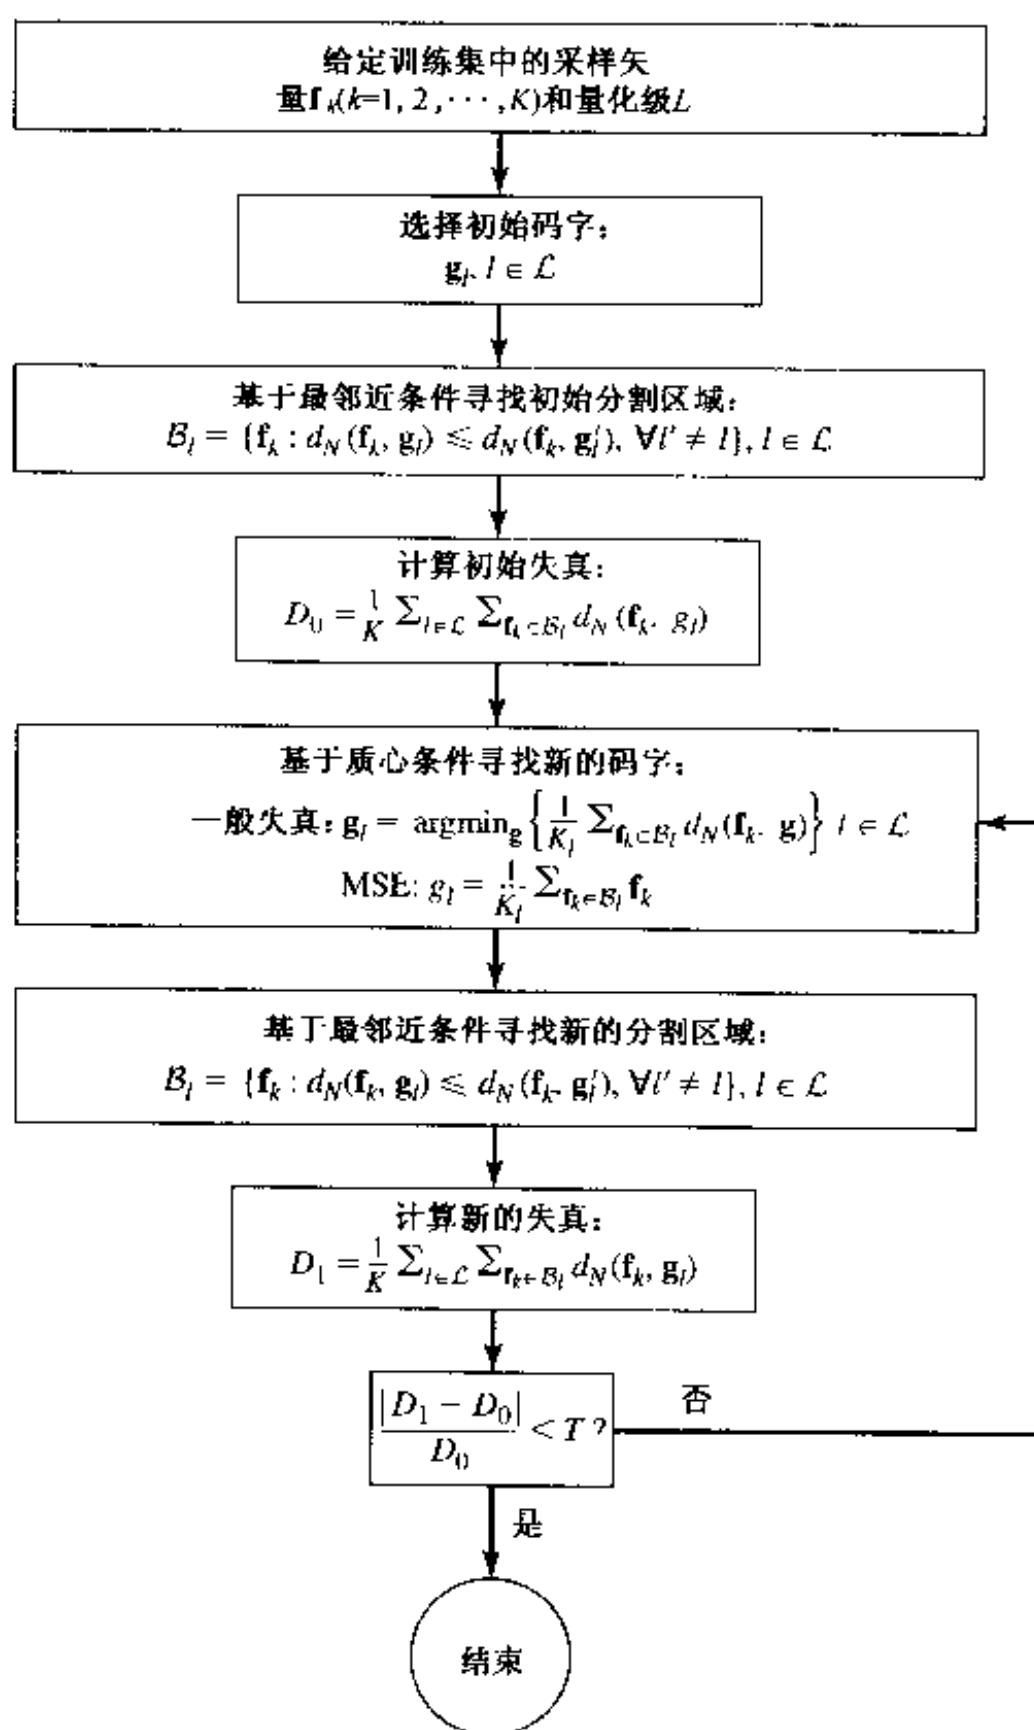 给定训练集中的采样矢
量f_k(k=1, 2, ···, K)和量化级L
选择初始码字：
g_l, l ∈ ℒ
基于最邻近条件寻找初始分割区域：
ℬ_l = {f_k : d_N(f_k, g_l) ⩽ d_N(f_k, g_l′), ∀l′ ≠ l}, l ∈ ℒ
计算初始失真：
D_0 = 1/K ∑_{l∈ℒ} ∑_{f_k∈ℬ_l} d_N(f_k, g_l)
基于质心条件寻找新的码字：
一般失真：g_l = argmin_g {1/K_l ∑_{f_k∈ℬ_l} d_N(f_k, g)} l ∈ ℒ
MSE: g_l = 1/K_l ∑_{f_k∈ℬ_l} f_k
基于最邻近条件寻找新的分割区域：
ℬ_l = {f_k : d_N(f_k, g_l) ⩽ d_N(f_k, g_l′), ∀l′ ≠ l}, l ∈ ℒ
计算新的失真：
D_1 = 1/K ∑_{l∈ℒ} ∑_{f_k∈ℬ_l} d_N(f_k, g_l)
|D_1 − D_0|/D_0 < T ?
否
是
结束